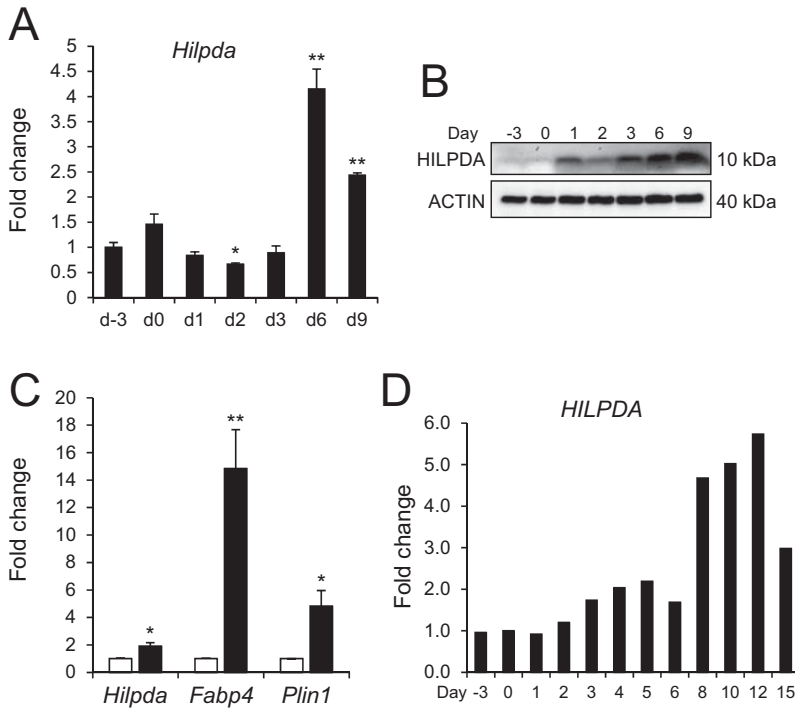 A
Hilpda
Fold change
5
4.5
4
3.5
3
2.5
2
1.5
1
0.5
0
** 
**
*
d-3 d0 d1 d2 d3 d6 d9
B
Day -3 0 1 2 3 6 9
HILPDA 10 kDa
ACTIN 40 kDa
C
Fold change
20
18
16
14
12
10
8
6
4
2
0
*
**
*
Hilpda Fabp4 Plin1
D
HILPDA
Fold change
6.0
5.0
4.0
3.0
2.0
1.0
0.0
Day -3 0 1 2 3 4 5 6 8 10 12 15